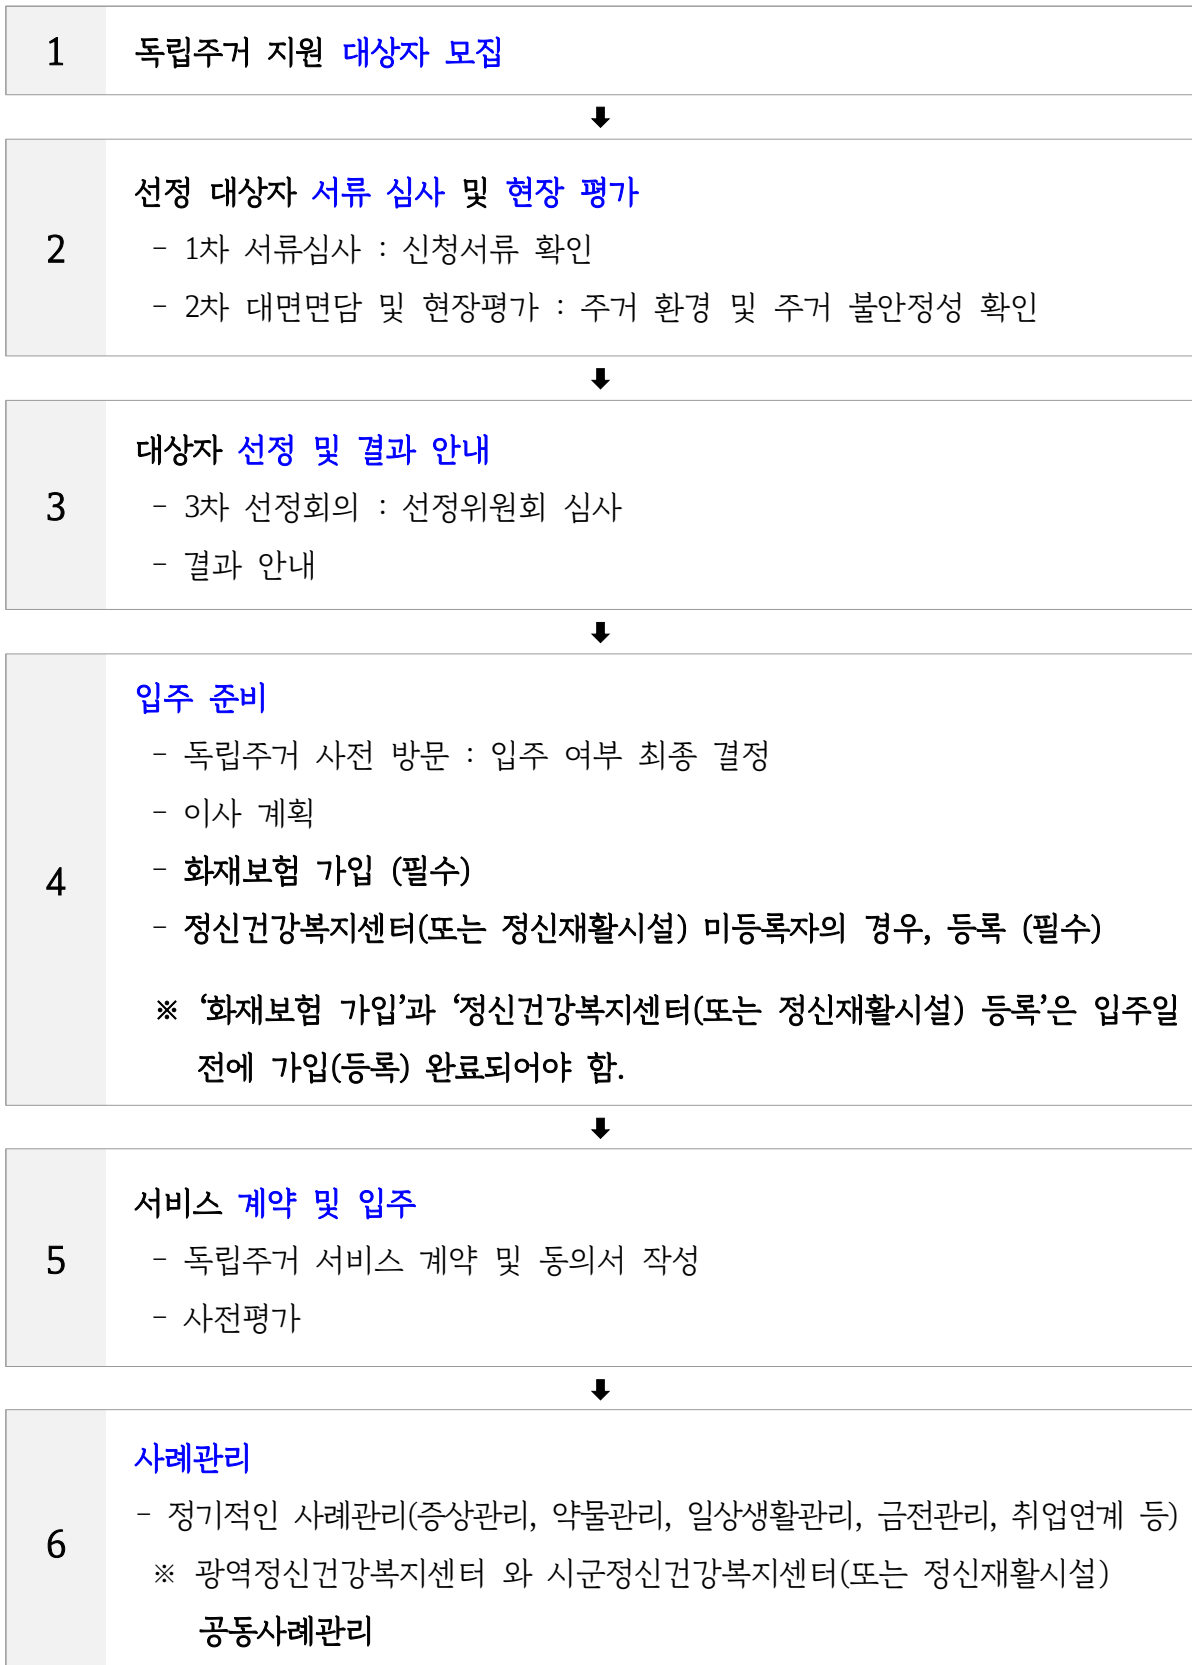 1
독립주거 지원 대상자 모집
2
선정 대상자 서류 심사 및 현장 평가
- 1차 서류심사 : 신청서류 확인
- 2차 대면면담 및 현장평가 : 주거 환경 및 주거 불안정성 확인
3
대상자 선정 및 결과 안내
- 3차 선정회의 : 선정위원회 심사
- 결과 안내
4
입주 준비
- 독립주거 사전 방문 : 입주 여부 최종 결정
- 이사 계획
- 화재보험 가입 (필수)
- 정신건강복지센터(또는 정신재활시설) 미등록자의 경우, 등록 (필수)
※ ‘화재보험 가입’과 ‘정신건강복지센터(또는 정신재활시설) 등록’은 입주일
전에 가입(등록) 완료되어야 함.
5
서비스 계약 및 입주
- 독립주거 서비스 계약 및 동의서 작성
- 사전평가
6
사례관리
- 정기적인 사례관리(증상관리, 약물관리, 일상생활관리, 금전관리, 취업연계 등)
※ 광역정신건강복지센터 와 시군정신건강복지센터(또는 정신재활시설)
공동사례관리